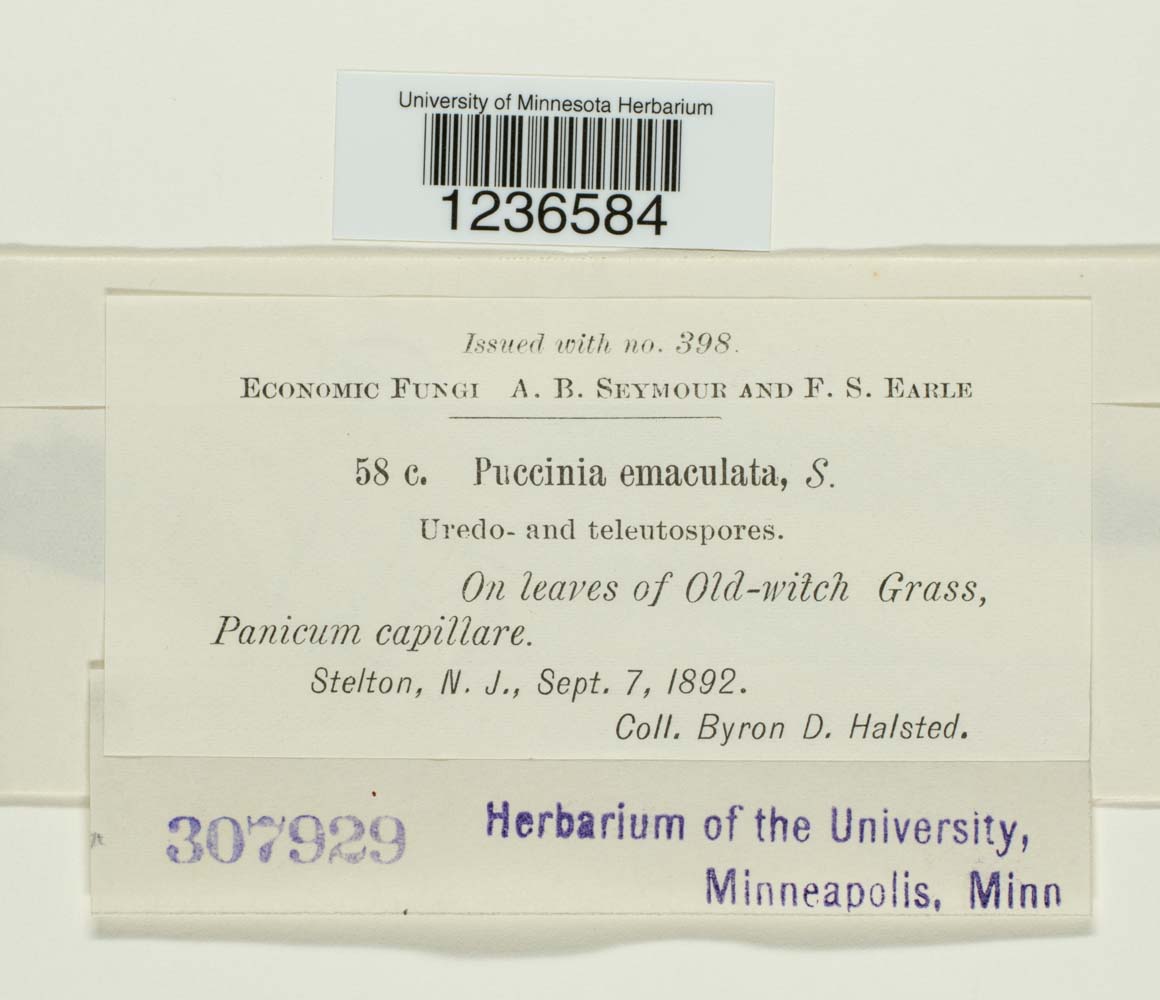 University of Minnesota Herbarium
1236584
Issued with no. 398.
ECONOMIC FUNGI A. B. SEYMOUR AND F. S. EARLE
58 c. Puccinia emaculata, S.
Uredo- and teleutospores.
On leaves of Old-witch Grass,
Panicum capillare.
Stelton, N. J., Sept. 7, 1892.
Coll. Byron D. Halsted.
307929
Herbarium of the University,
Minneapolis, Minn